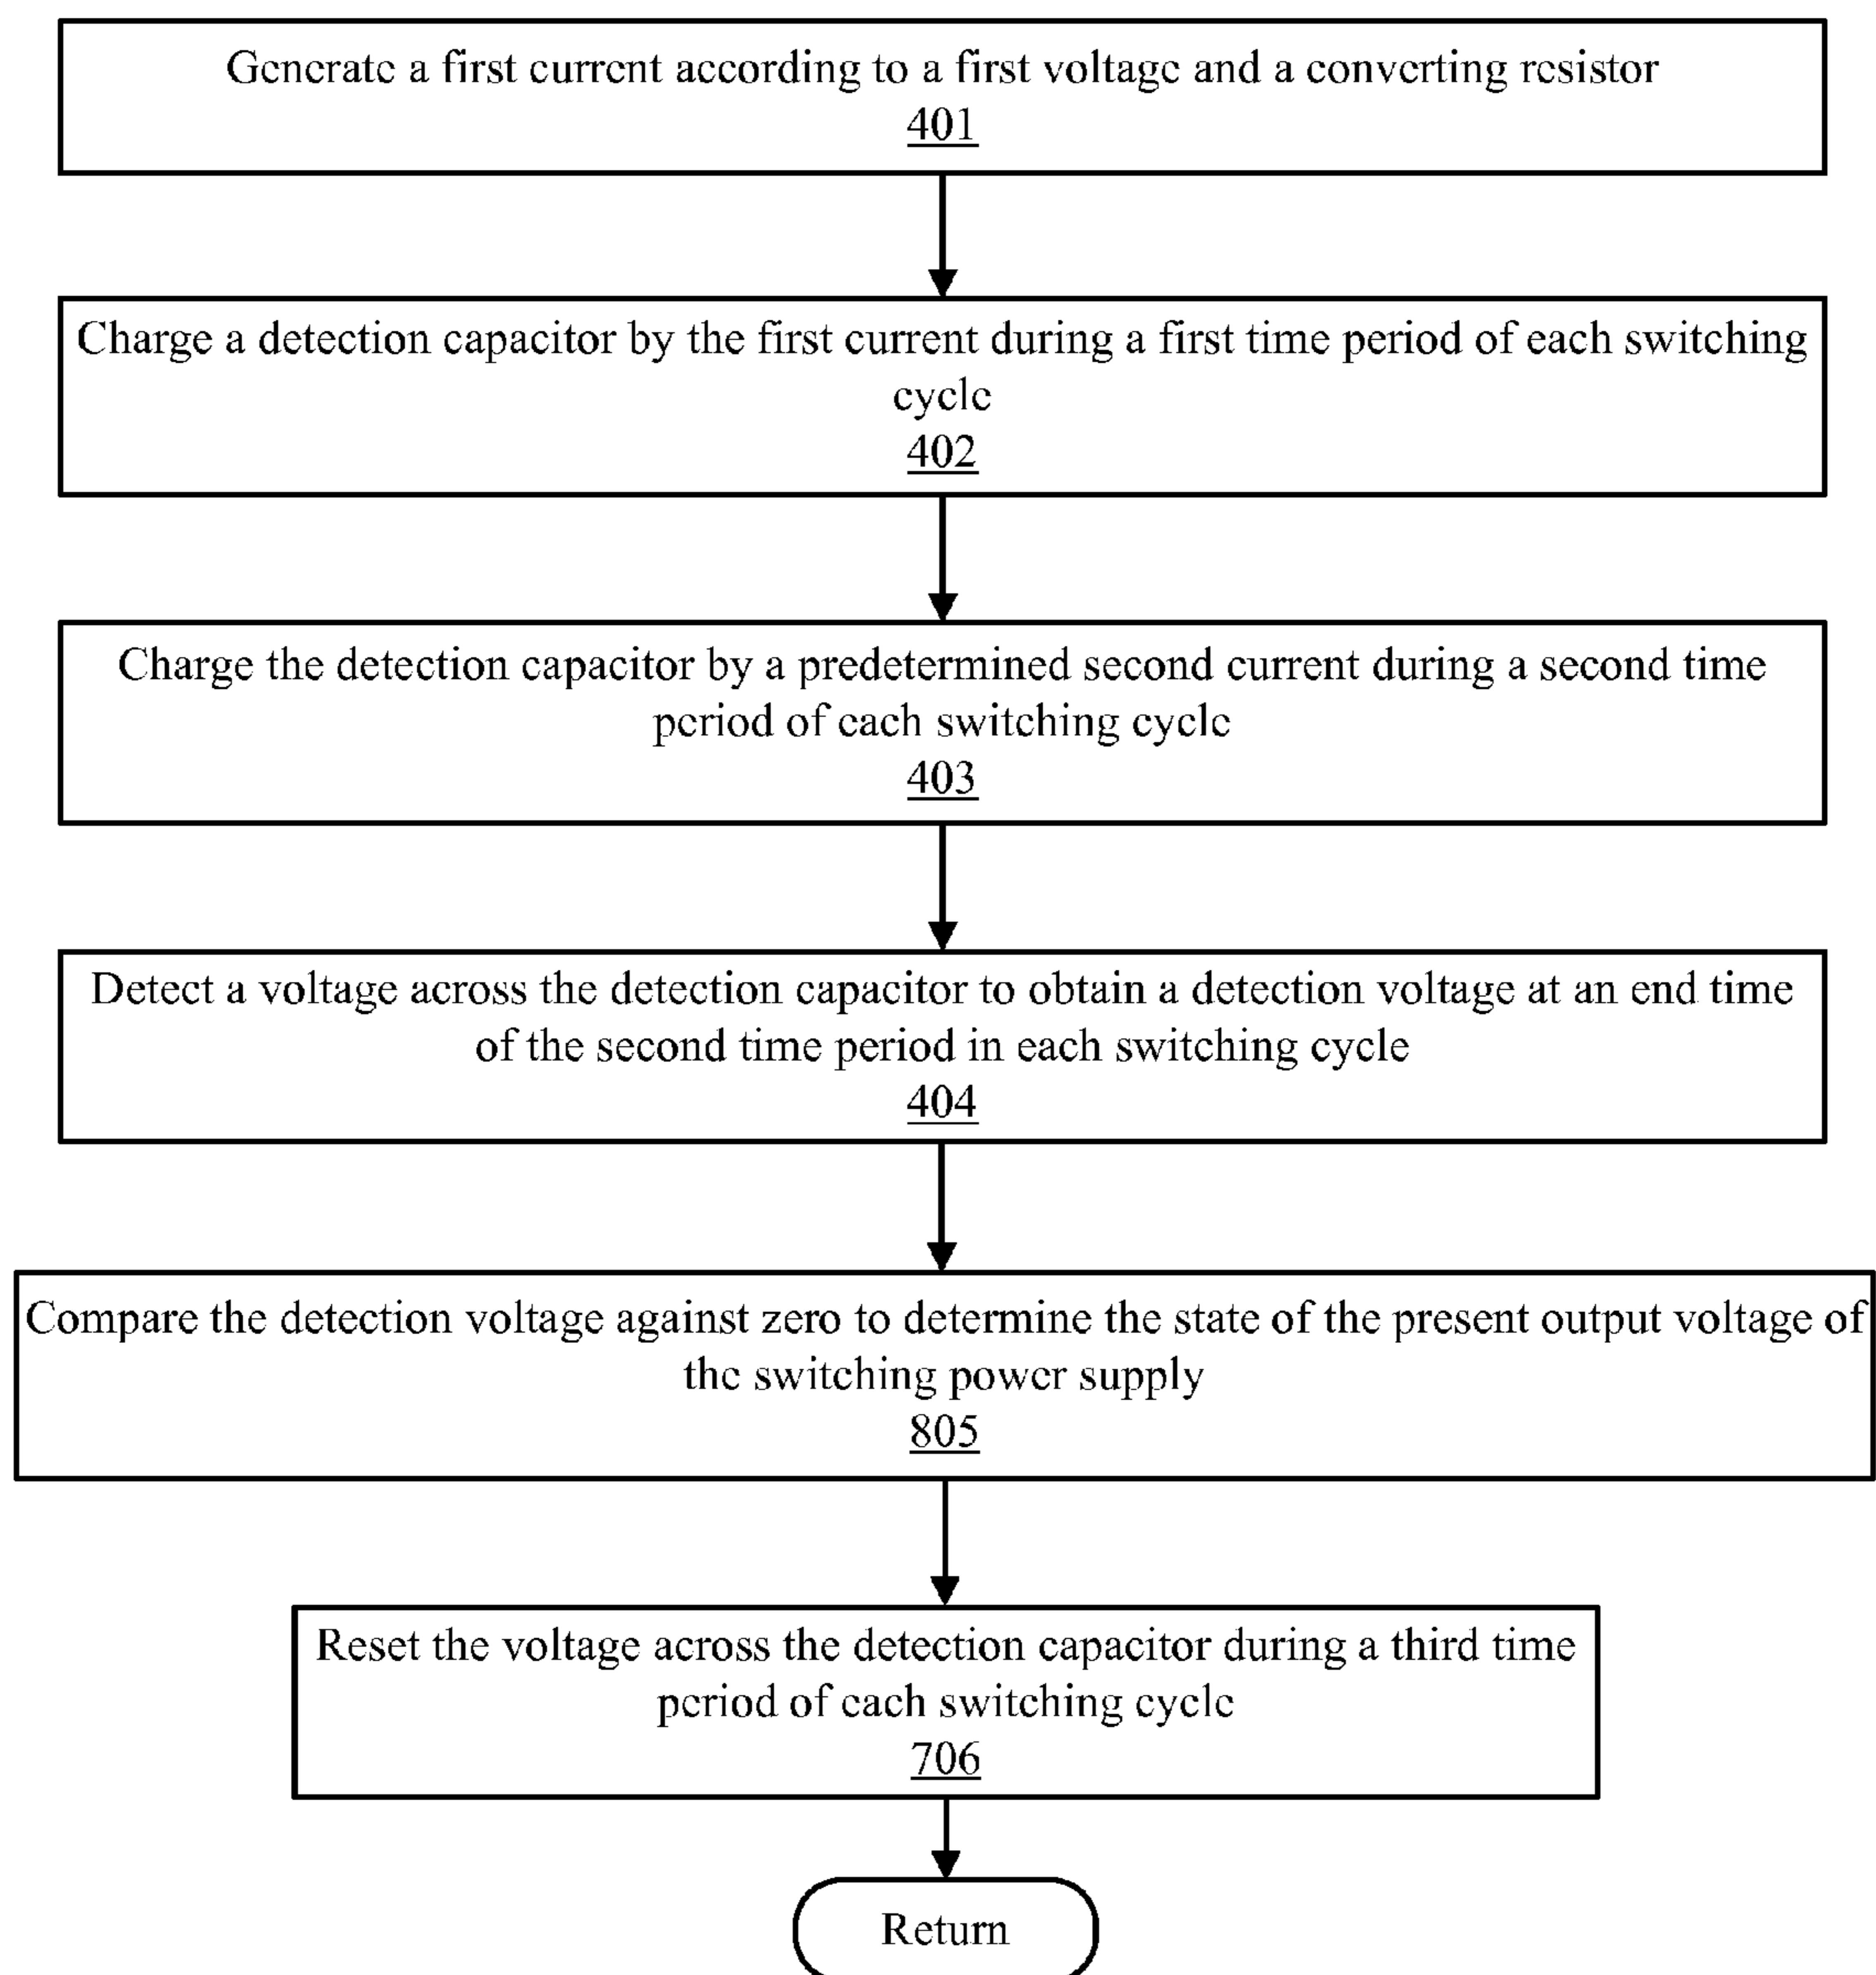 Generate a first current according to a first voltage and a converting resistor
401
Charge a detection capacitor by the first current during a first time period of each switching
cycle
402
Charge the detection capacitor by a predetermined second current during a second time
period of each switching cycle
403
Detect a voltage across the detection capacitor to obtain a detection voltage at an end time
of the second time period in each switching cycle
404
Compare the detection voltage against zero to determine the state of the present output voltage of
the switching power supply
805
Reset the voltage across the detection capacitor during a third time
period of each switching cycle
706
Return